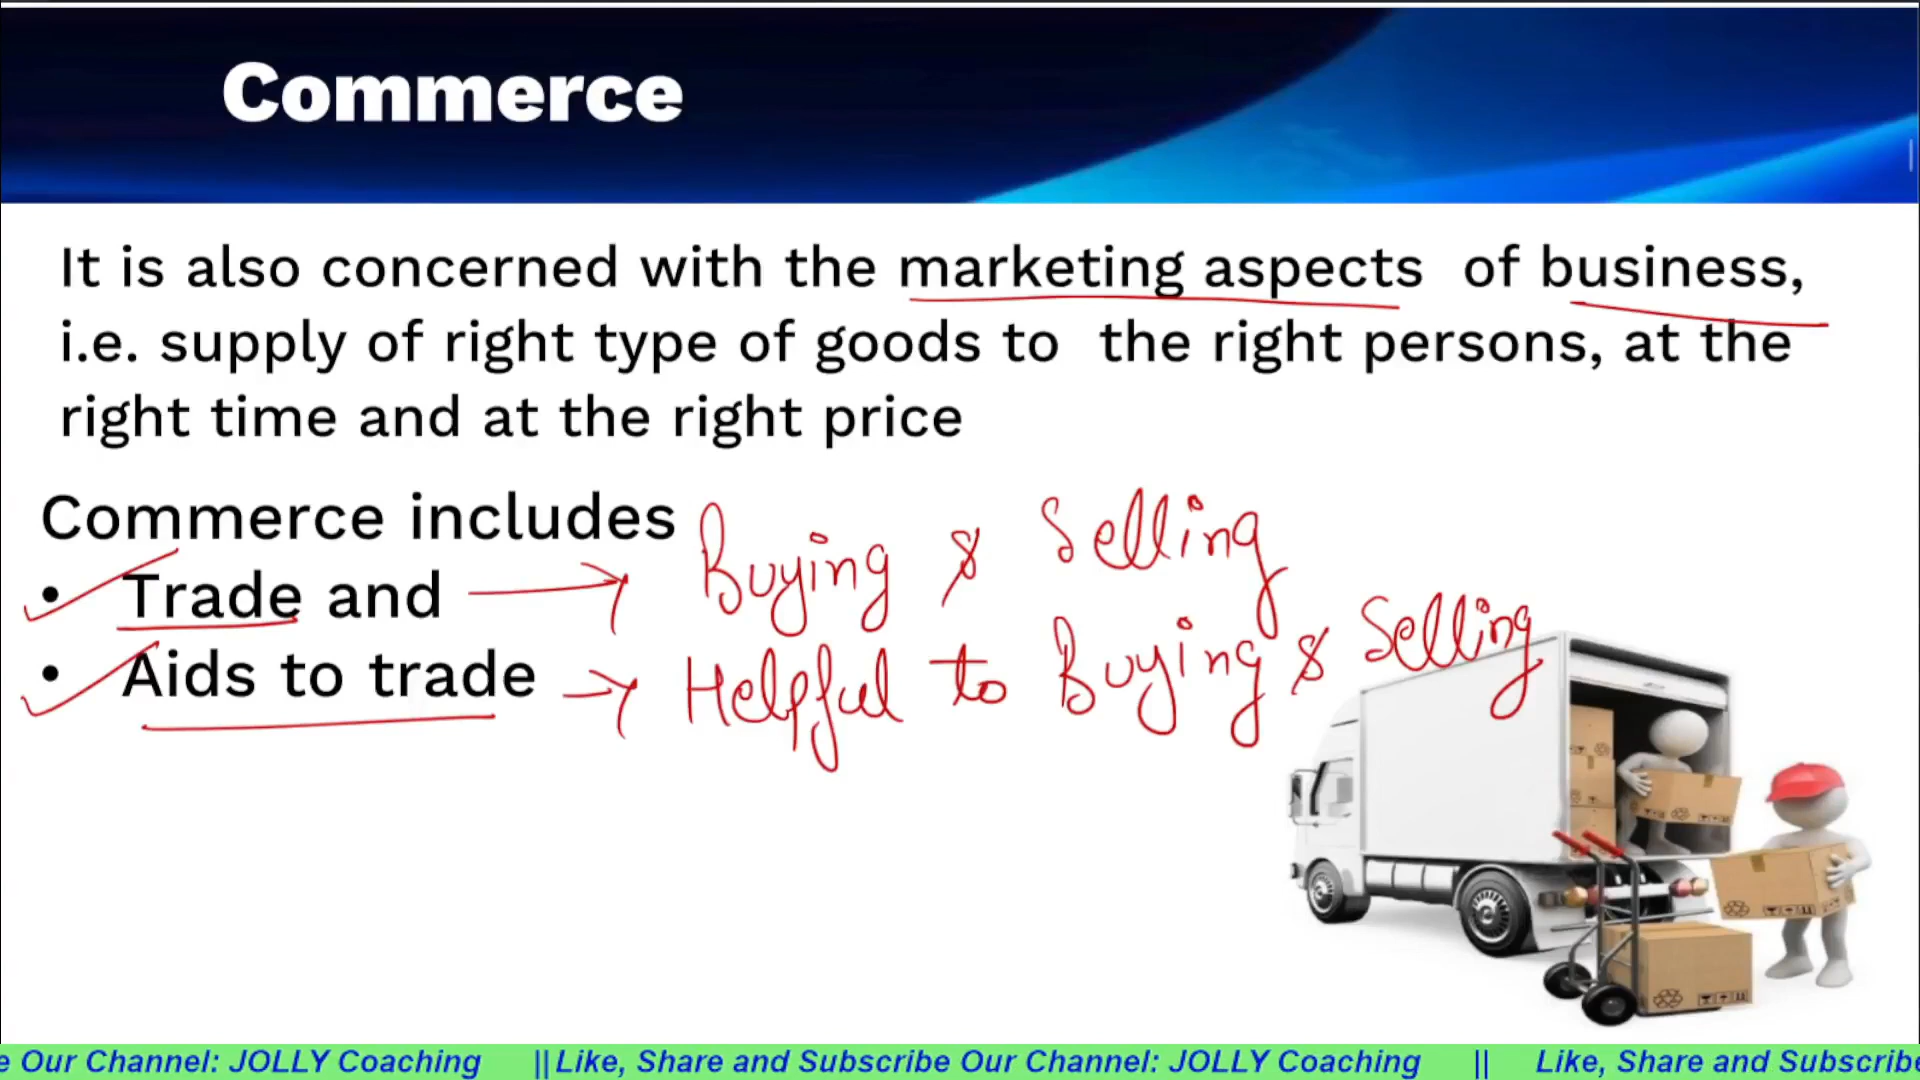 Commerce
It is also concerned with the marketing aspects of business,
i.e. supply of right type of goods to the right persons, at the
right time and at the right price
Commerce includes
• Trade and → Buying & Selling
• Aids to trade → Helpful to Buying & Selling
e Our Channel: JOLLY Coaching || Like, Share and Subscribe Our Channel: JOLLY Coaching || Like, Share and Subscribe